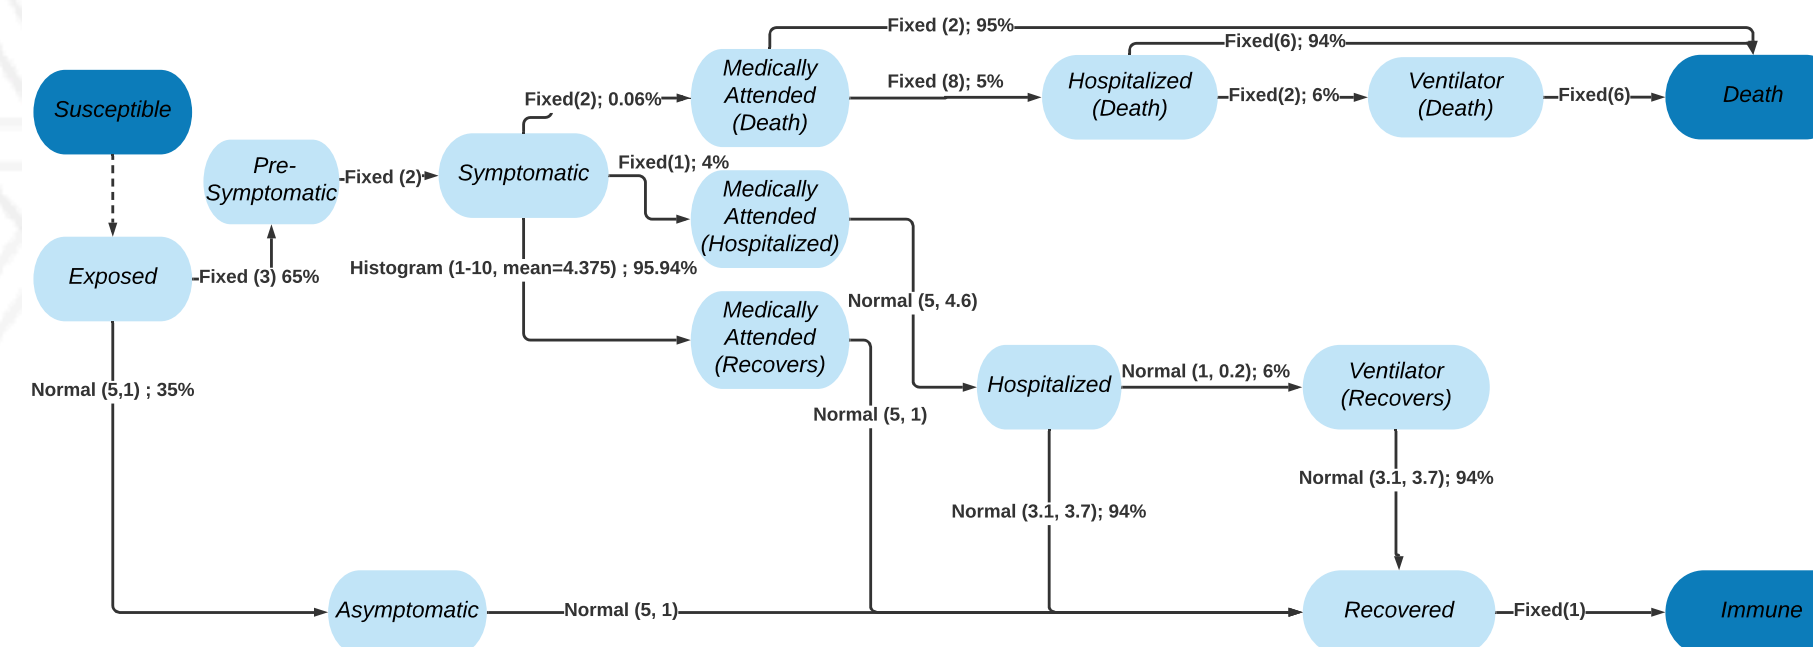 Fixed (2); 95%
Fixed(6); 94%
Susceptible
Medically
Attended
(Death)
Fixed(2); 0.06%
Fixed (8); 5%
Hospitalized
(Death)
Fixed(2); 6%
Ventilator
(Death)
Fixed(6)
Death
Pre-
Symptomatic
Fixed (2)
Symptomatic
Fixed(1); 4%
Medically
Attended
(Hospitalized)
Exposed
Fixed (3) 65%
Histogram (1-10, mean=4.375) ; 95.94%
Medically
Attended
(Recovers)
Normal (5, 4.6)
Normal (5,1) ; 35%
Normal (5, 1)
Hospitalized
Normal (1, 0.2); 6%
Ventilator
(Recovers)
Normal (3.1, 3.7); 94%
Normal (3.1, 3.7); 94%
Asymptomatic
Normal (5, 1)
Recovered
Fixed(1)
Immune